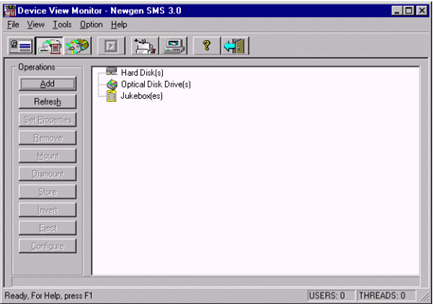 Device View Monitor - Newgen SMS 3.0
File View Tools Option Help
Operations
Add
Refresh
Set Properties
Remove
Mount
Dismount
Store
Invert
Eject
Configure
Hard Disk(s)
Optical Disk Drive(s)
Jukebox(es)
Ready, For Help, press F1
USERS: 0 THREADS: 0